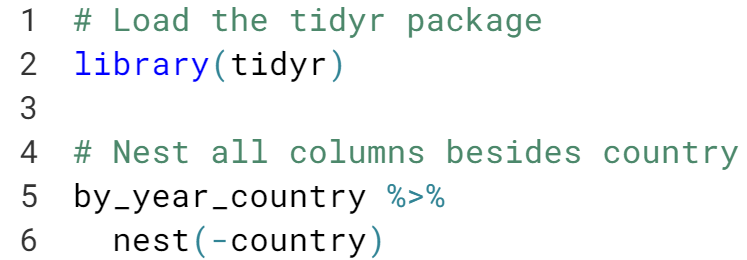 1 # Load the tidyr package
2 library(tidyr)
3
4 # Nest all columns besides country
5 by_year_country %>%
6   nest(-country)